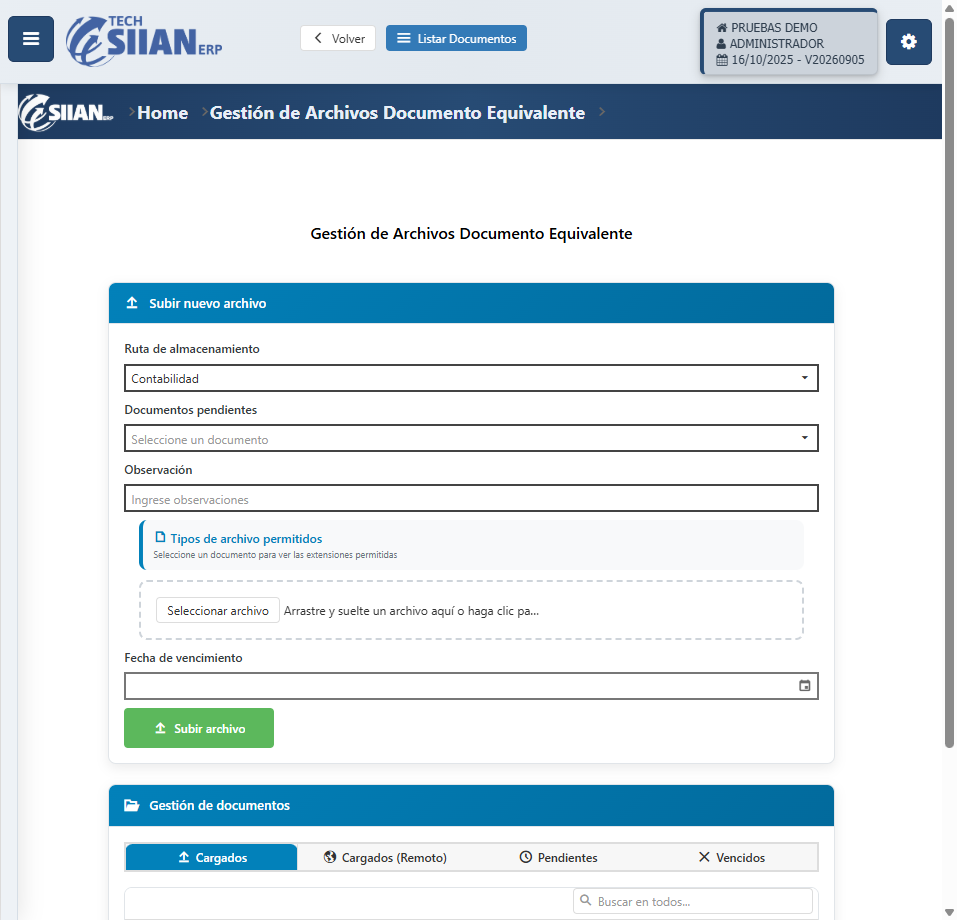 TECH
SIIAN ERP
Volver
Listar Documentos
PRUEBAS DEMO
ADMINISTRADOR
16/10/2025 - V20260905
SIIAN ERP
Home
Gestión de Archivos Documento Equivalente
Gestión de Archivos Documento Equivalente
Subir nuevo archivo
Ruta de almacenamiento
Contabilidad
Documentos pendientes
Seleccione un documento
Observación
Ingrese observaciones
Tipos de archivo permitidos
Seleccione un documento para ver las extensiones permitidas
Seleccionar archivo Arrastre y suelte un archivo aquí o haga clic pa...
Fecha de vencimiento
Subir archivo
Gestión de documentos
Cargados
Cargados (Remoto)
Pendientes
Vencidos
Buscar en todos...